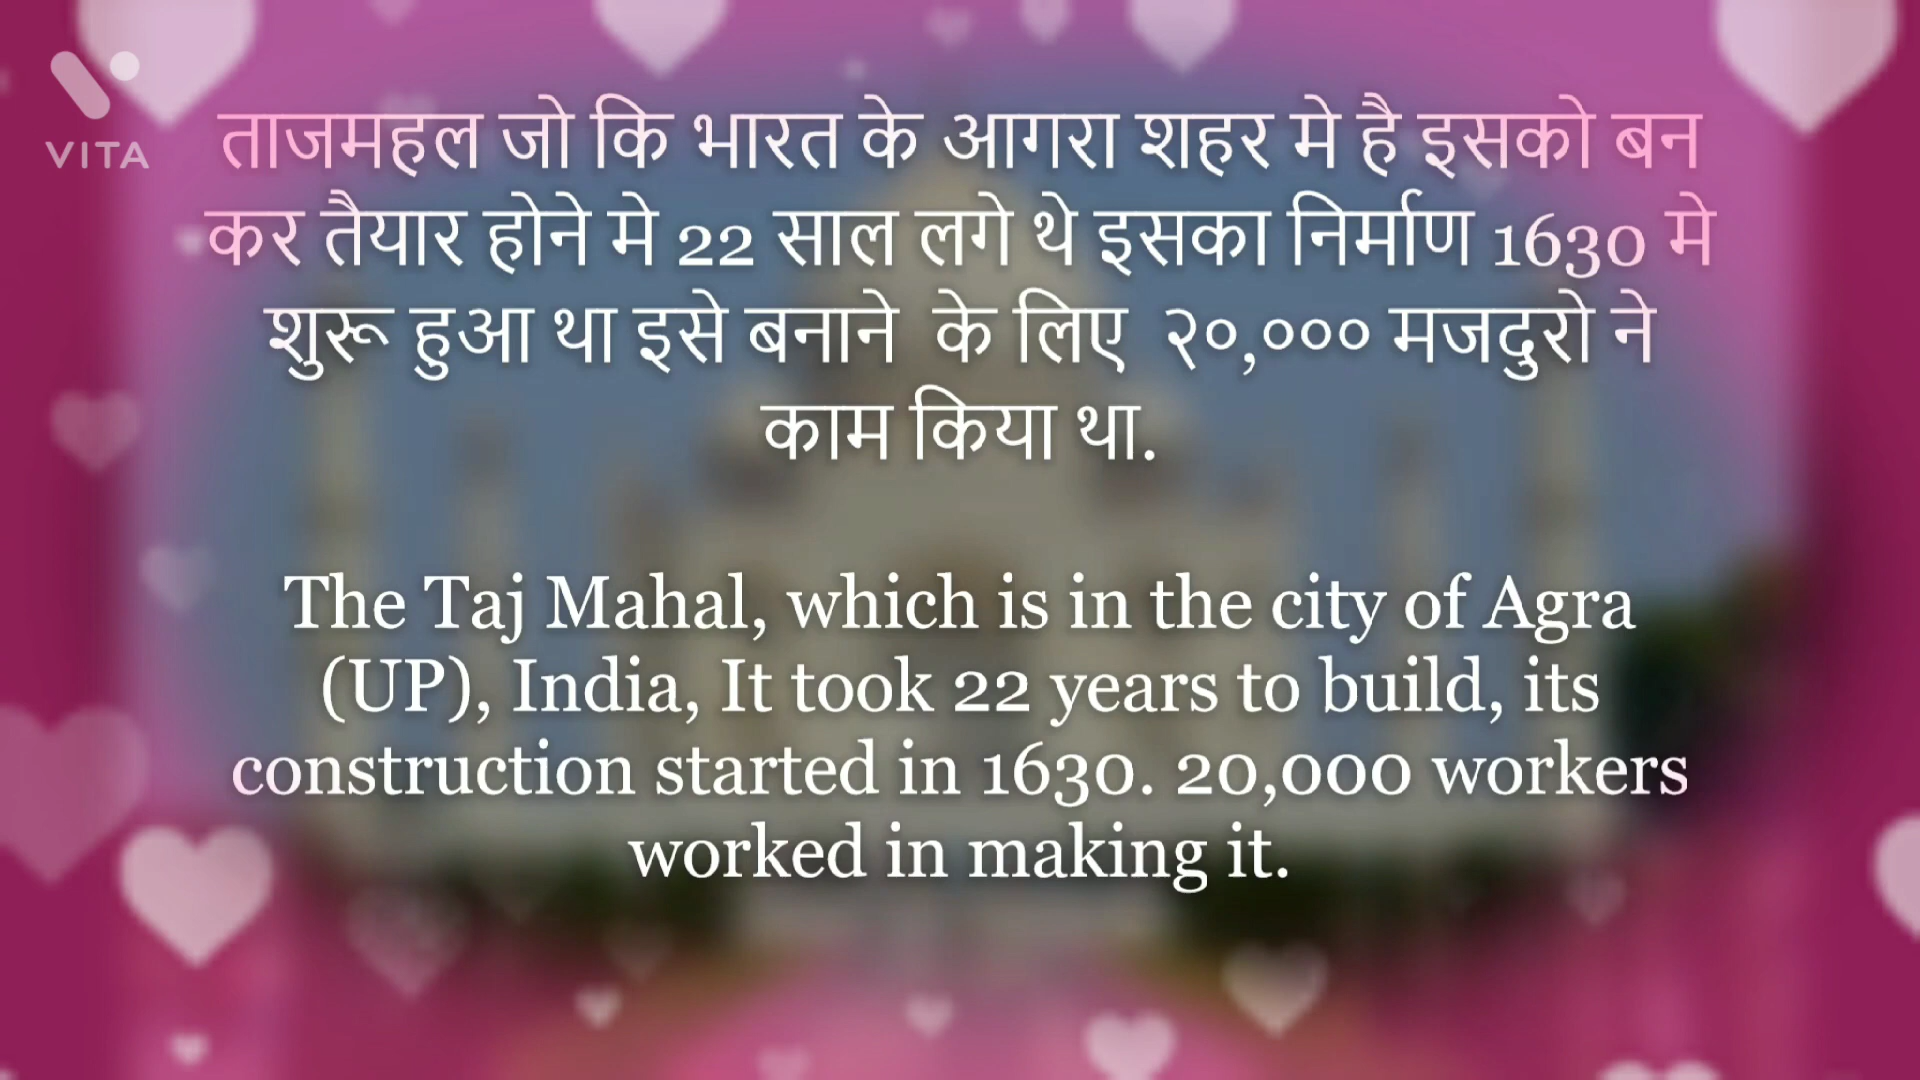 VITA
ताजमहल जो कि भारत के आगरा शहर मे है इसको बन
कर तैयार होने मे 22 साल लगे थे इसका निर्माण 1630 मे
शुरू हुआ था इसे बनाने के लिए २०,००० मजदुरो ने
काम किया था.
The Taj Mahal, which is in the city of Agra
(UP), India, It took 22 years to build, its
construction started in 1630. 20,000 workers
worked in making it.